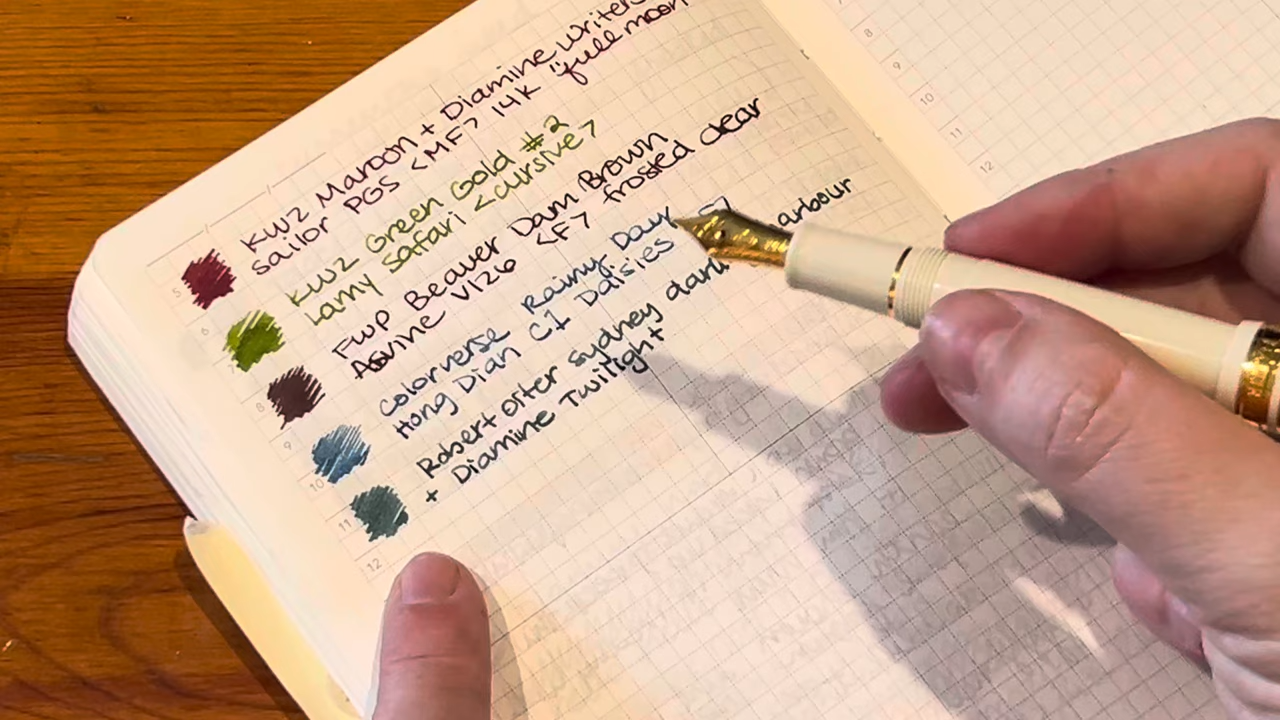 KWZ Maroon + Diamine Writers
sailor PGS <MF> 14K "full moon
KWZ Green Gold #2
Lamy Safari <cursive>
FWP Beaver Dam Brown
Asvine V126 <F> frosted clear
Colorverse Rainy Day
Hong Dian C1 Daisies
Robert oster sydney dark arbour
+ Diamine Twilight
5
6
7
8
9
10
11
12
8
9
10
11
12